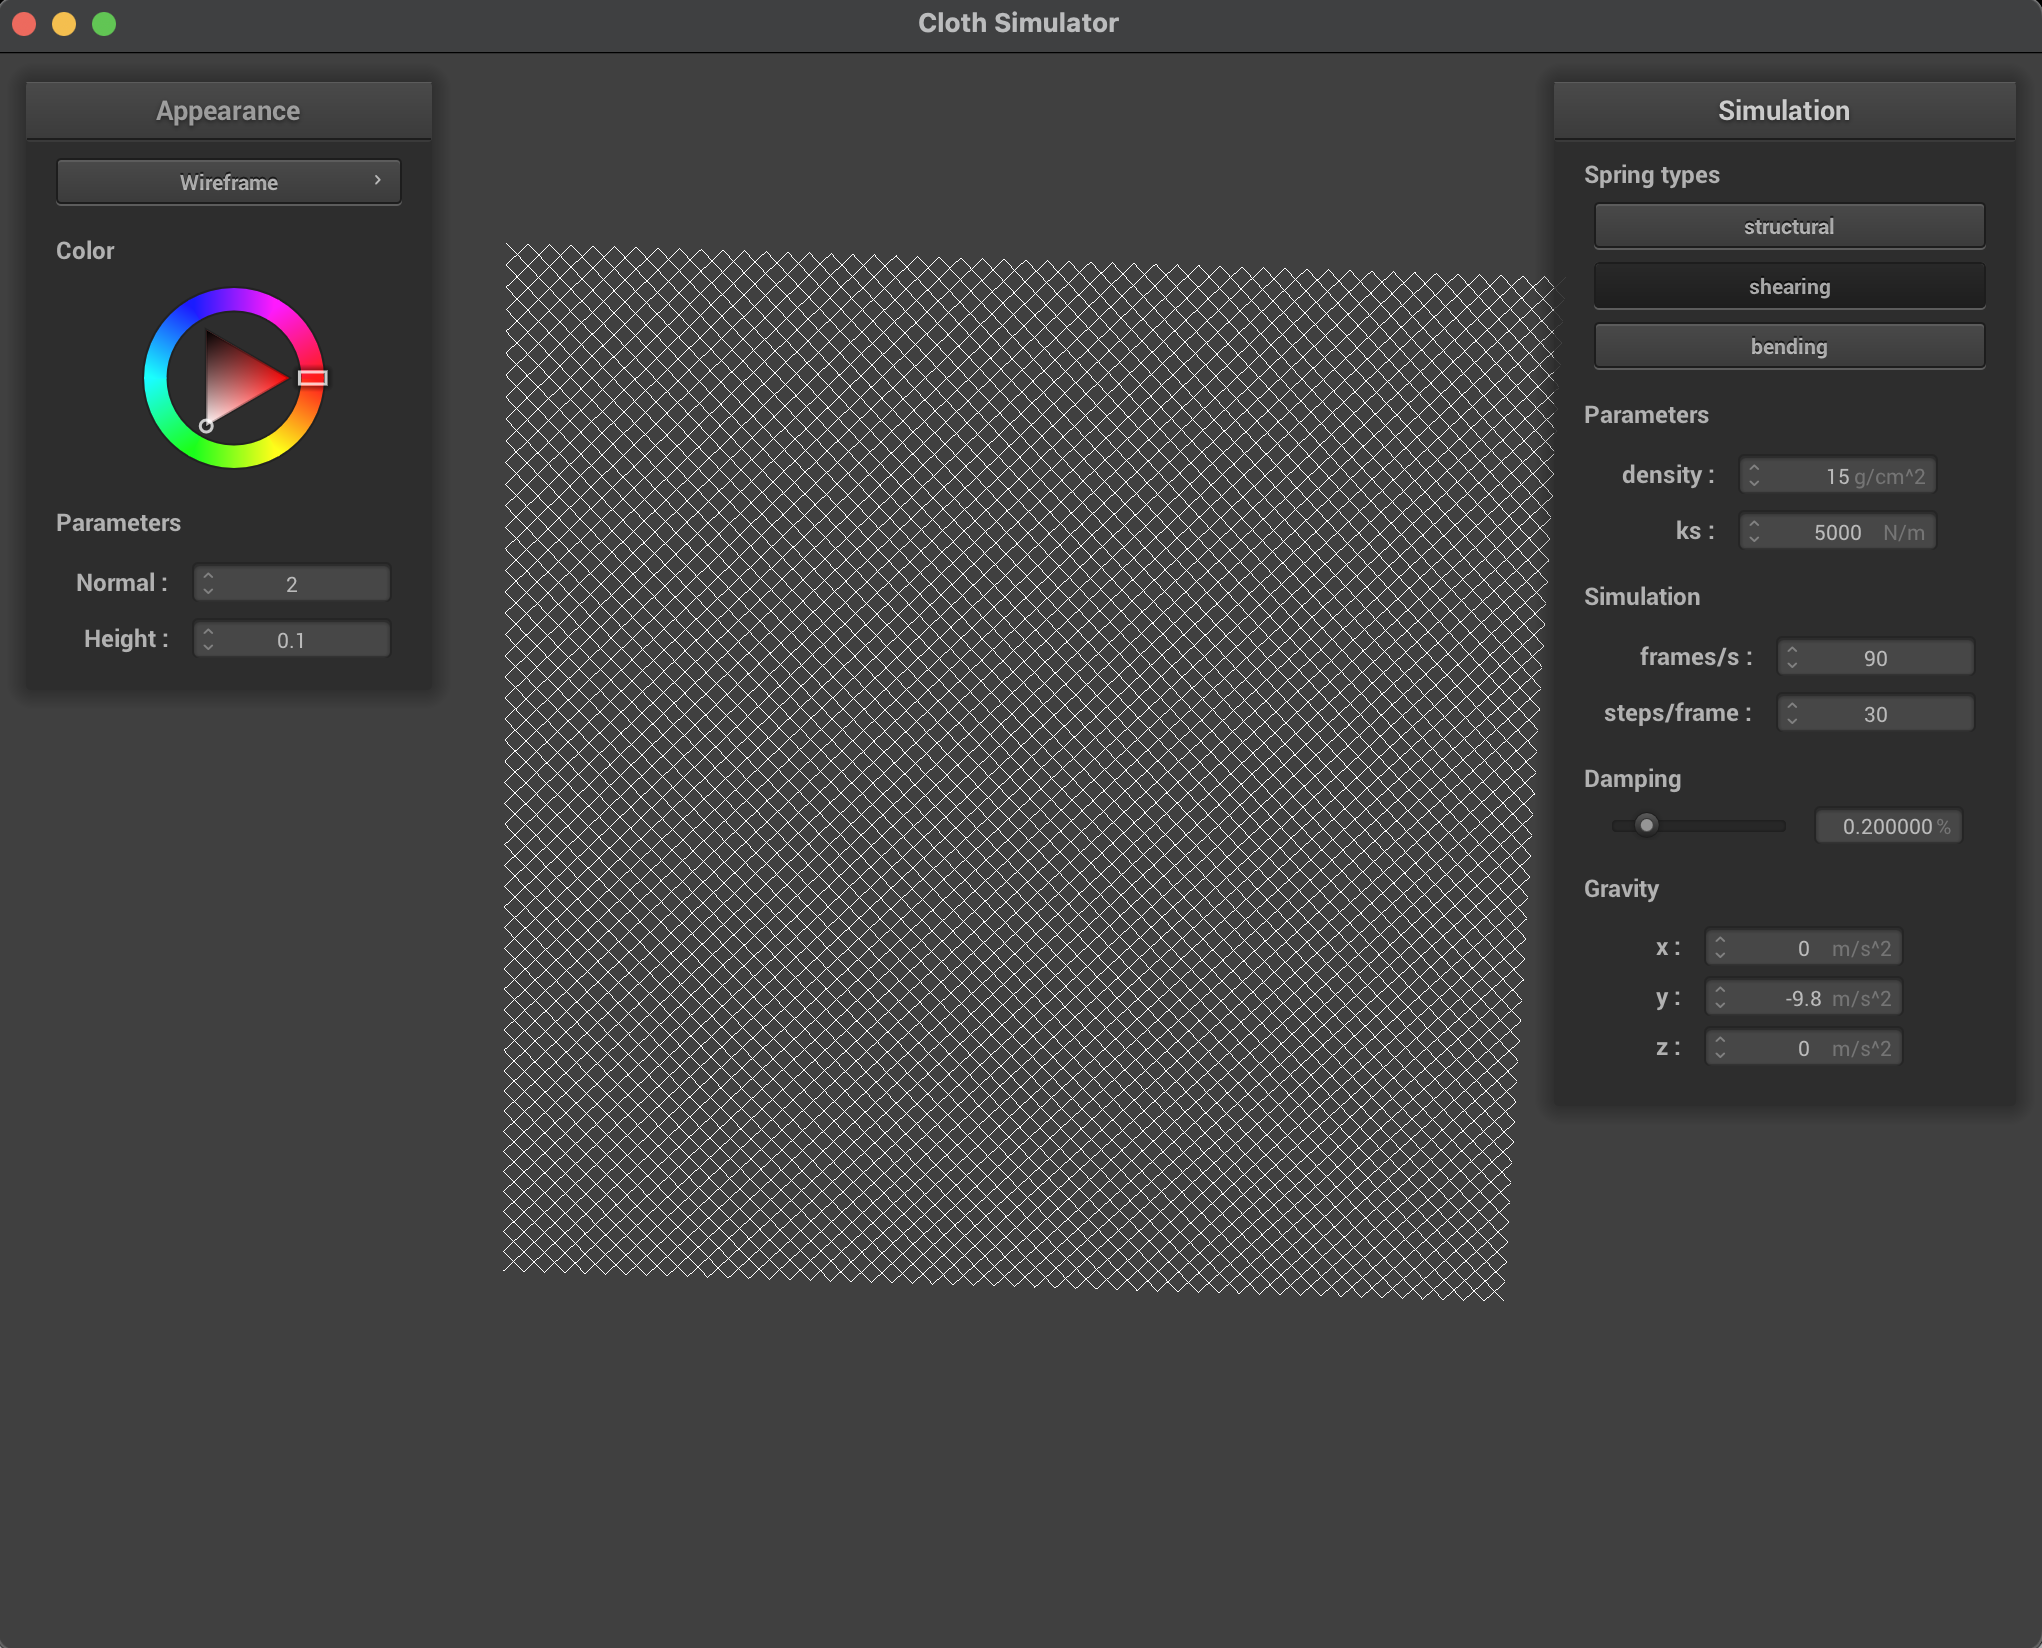 Cloth Simulator
Appearance
Wireframe
Color
Parameters
Normal : 2
Height : 0.1
Simulation
Spring types
structural
shearing
bending
Parameters
density : 15 g/cm^2
ks : 5000 N/m
Simulation
frames/s : 90
steps/frame : 30
Damping
0.200000 %
Gravity
x : 0 m/s^2
y : -9.8 m/s^2
z : 0 m/s^2